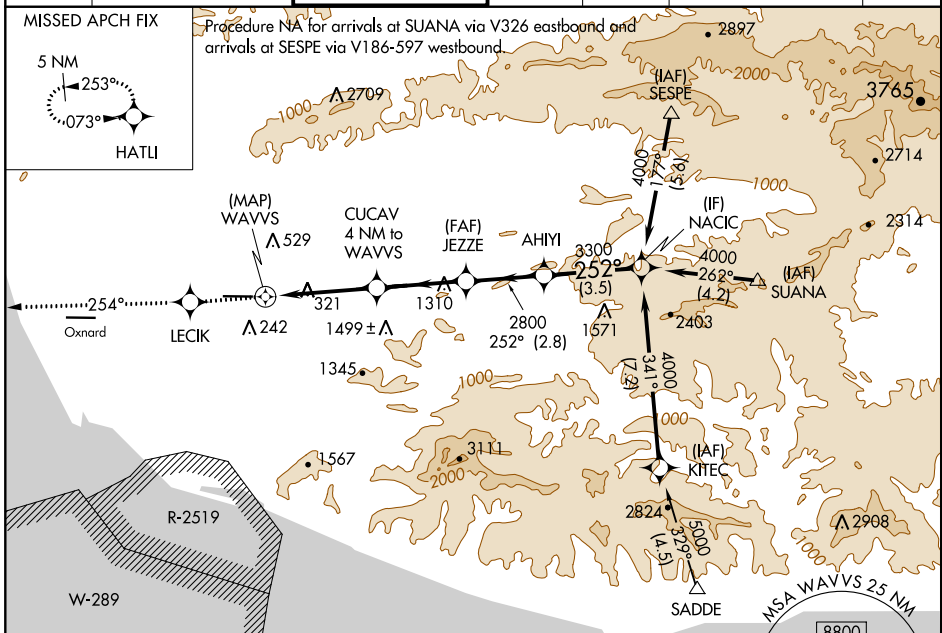 MISSED APCH FIX
5 NM
253°
073°
HATLI
Procedure NA for arrivals at SUANA via V326 eastbound and
arrivals at SESPE via V186-597 westbound.
2897
2000
(IAF)
SESPE
3765
2709
1000
4000
177°
(5.6)
2714
1000
2314
(IF)
NACIC
(MAP)
WAVVS
529
CUCAV
4 NM to
WAVVS
(FAF)
JEZZE
AHIYI
3300
252°
(3.5)
4000
262°
(4.2)
(IAF)
SUANA
254°
Oxnard
LECIK
242
321
1310
1499 ±
2800
252° (2.8)
1571
2403
1345
1000
4000
341°
(7.2)
1000
1567
3111
2000
(IAF)
KITEC
R-2519
2824
5000
329°
(4.5)
2908
1000
W-289
SADDE
MSA WAVVS 25 NM
8800